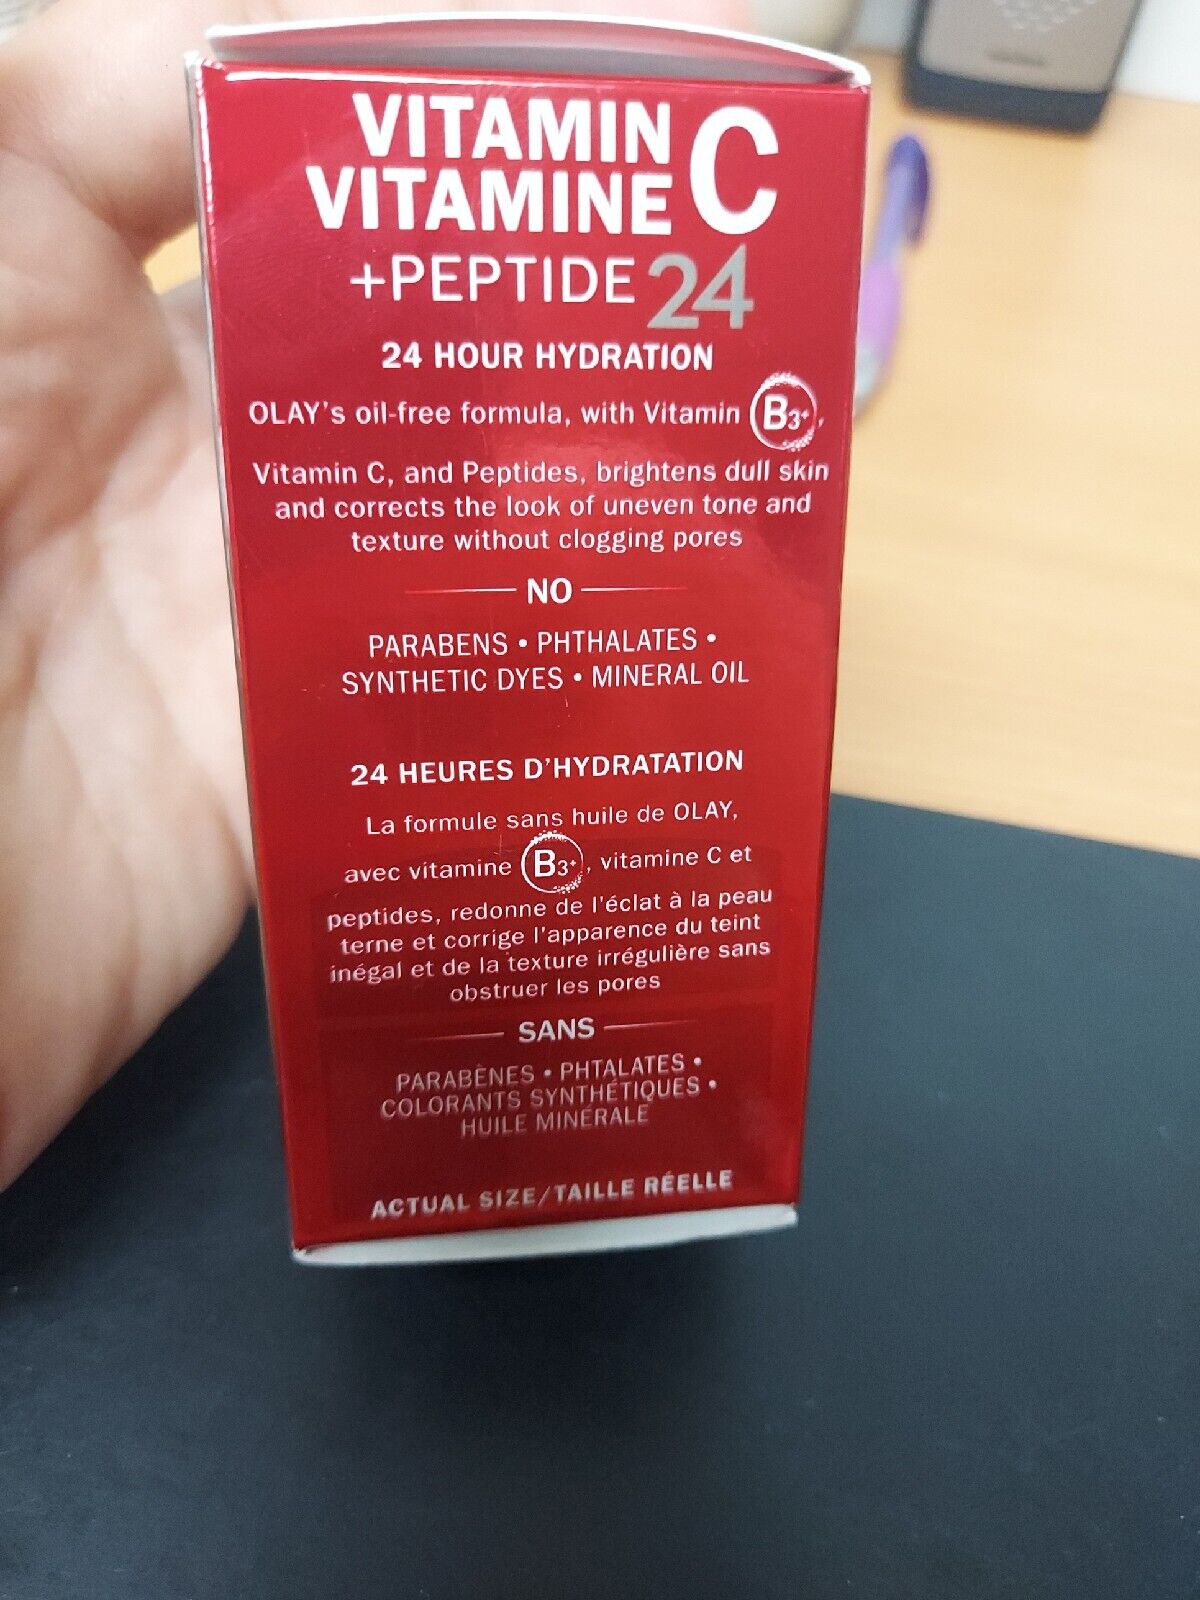 VITAMIN
VITAMINE C
+PEPTIDE 24
24 HOUR HYDRATION
OLAY's oil-free formula, with Vitamin B3+,
Vitamin C, and Peptides, brightens dull skin
and corrects the look of uneven tone and
texture without clogging pores
NO
PARABENS • PHTHALATES •
SYNTHETIC DYES • MINERAL OIL
24 HEURES D'HYDRATATION
La formule sans huile de OLAY,
avec vitamine B3+, vitamine C et
peptides, redonne de l'éclat à la peau
terne et corrige l'apparence du teint
inégal et de la texture irrégulière sans
obstruer les pores
SANS
PARABÈNES • PHTALATES •
COLORANTS SYNTHÉTIQUES •
HUILE MINÉRALE
ACTUAL SIZE/TAILLE RÉELLE